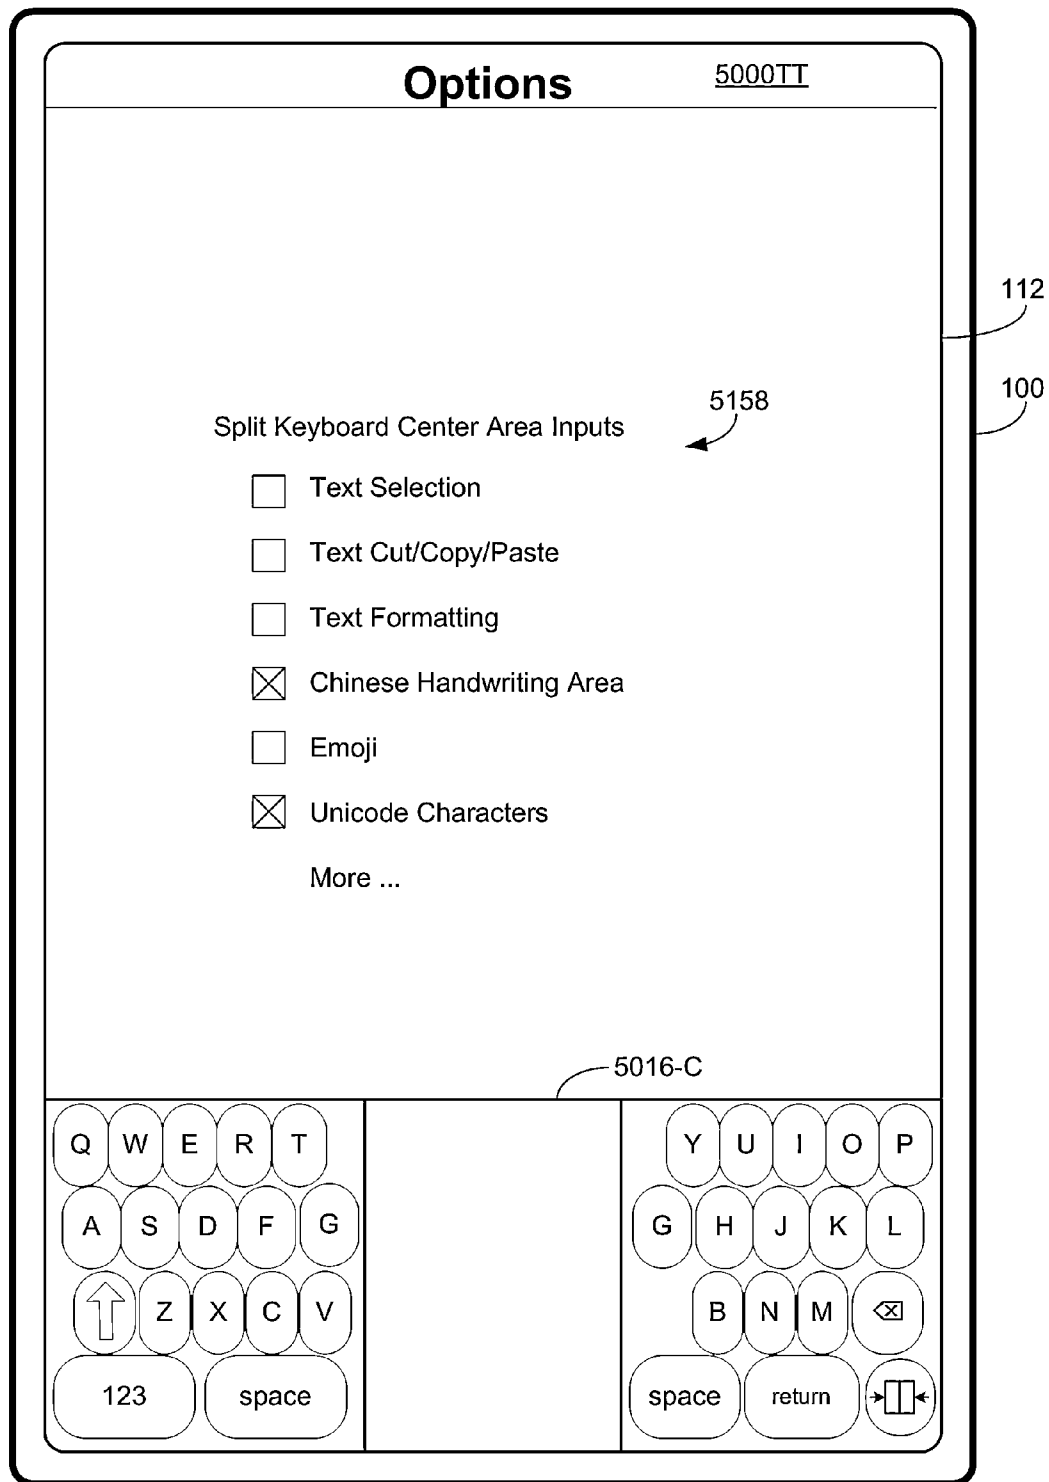 Options 5000TT
112
100
5158
Split Keyboard Center Area Inputs
Text Selection
Text Cut/Copy/Paste
Text Formatting
Chinese Handwriting Area
Emoji
Unicode Characters
More ...
5016-C
Q W E R T Y U I O P
A S D F G G H J K L
Z X C V B N M
123 space space return